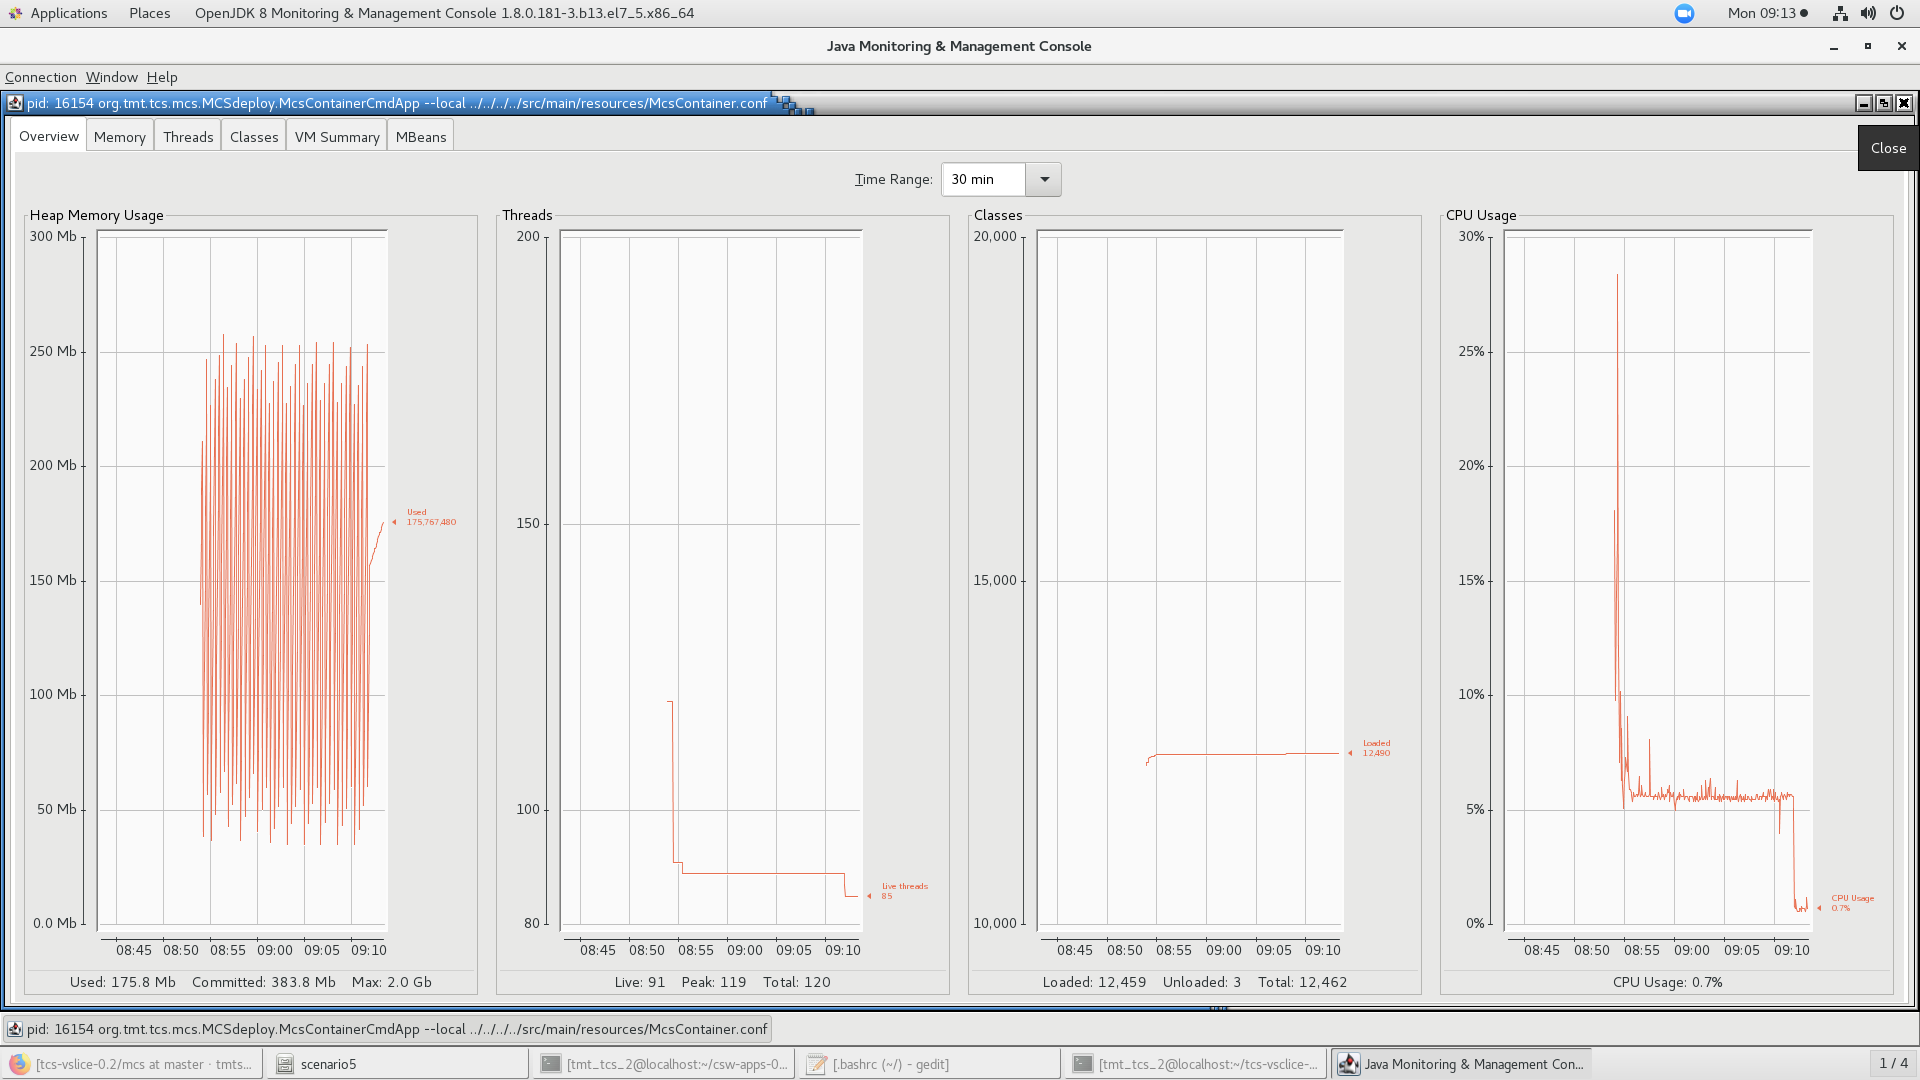 Applications Places OpenJDK 8 Monitoring & Management Console 1.8.0.181-3.b13.el7_5.x86_64 Mon 09:13
Java Monitoring & Management Console
Connection Window Help
pid: 16154 org.tmt.tcs.mcs.MCSdeploy.McsContainerCmdApp --local ../../../../src/main/resources/McsContainer.conf
Overview Memory Threads Classes VM Summary MBeans
Close
Time Range: 30 min
Heap Memory Usage
300 Mb
250 Mb
200 Mb
150 Mb
100 Mb
50 Mb
0.0 Mb
Used
175,767,480
08:45 08:50 08:55 09:00 09:05 09:10
Used: 175.8 Mb Committed: 383.8 Mb Max: 2.0 Gb
Threads
200
150
100
80
Live threads
85
08:45 08:50 08:55 09:00 09:05 09:10
Live: 91 Peak: 119 Total: 120
Classes
20,000
15,000
10,000
Loaded
12,490
08:45 08:50 08:55 09:00 09:05 09:10
Loaded: 12,459 Unloaded: 3 Total: 12,462
CPU Usage
30%
25%
20%
15%
10%
5%
0%
CPU Usage
0.7%
08:45 08:50 08:55 09:00 09:05 09:10
CPU Usage: 0.7%
pid: 16154 org.tmt.tcs.mcs.MCSdeploy.McsContainerCmdApp --local ../../../../src/main/resources/McsContainer.conf
[tcs-vslice-0.2/mcs at master · tmts... scenario5 [tmt_tcs_2@localhost:~/csw-apps-0... [.bashrc (~/) - gedit] [tmt_tcs_2@localhost:~/tcs-vsclice-... Java Monitoring & Management Con... 1 / 4